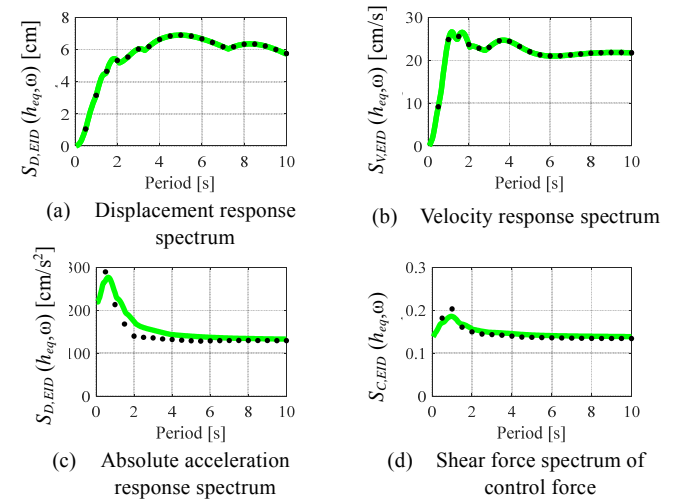 S_{D,EID} (h_{eq},ω) [cm]
8
6
4
2
0
0 2 4 6 8 10
Period [s]
(a) Displacement response
spectrum
S_{V,EID} (h_{eq},ω) [cm/s]
30
20
10
0
0 2 4 6 8 10
Period [s]
(b) Velocity response spectrum
S_{D,EID} (h_{eq},ω) [cm/s²]
300
200
100
0
0 2 4 6 8 10
Period [s]
(c) Absolute acceleration
response spectrum
S_{C,EID} (h_{eq},ω)
0.3
0.2
0.1
0
0 2 4 6 8 10
Period [s]
(d) Shear force spectrum of
control force